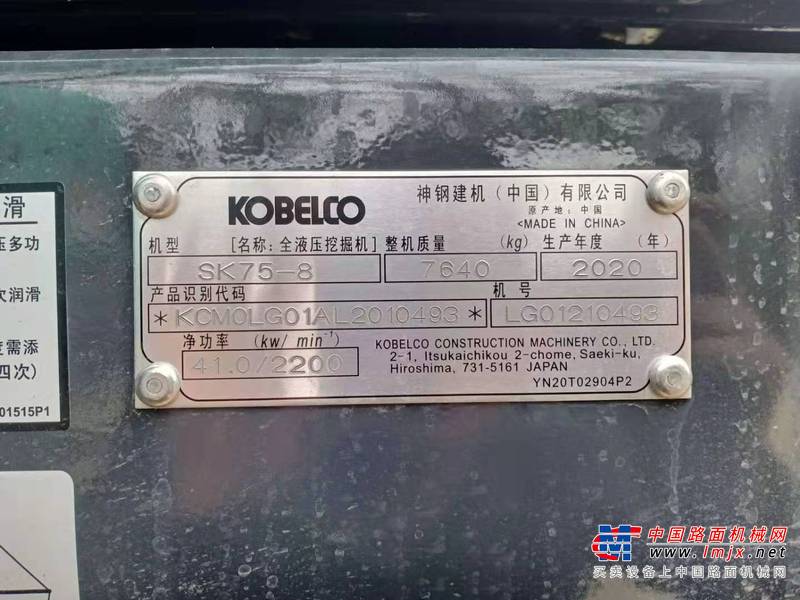 滑
压多功
次润滑
度需添
四次）
01515P1
KOBELCO
神钢建机（中国）有限公司
原产地：中国
<MADE IN CHINA>
机型 [名称：全液压挖掘机] 整机质量 (kg) 生产年度 (年)
SK75-8 7640 2020
产品识别代码 机号
*KCM0LG01AL2010493* LG01210493
净功率 (kw/min⁻¹)
41.0/2200
KOBELCO CONSTRUCTION MACHINERY CO., LTD.
2-1, Itsukaichikou 2-chome, Saeki-ku,
Hiroshima, 731-5161 JAPAN
YN20T02904P2
中国路面机械网
www.lmjx.net
买卖设备上中国路面机械网